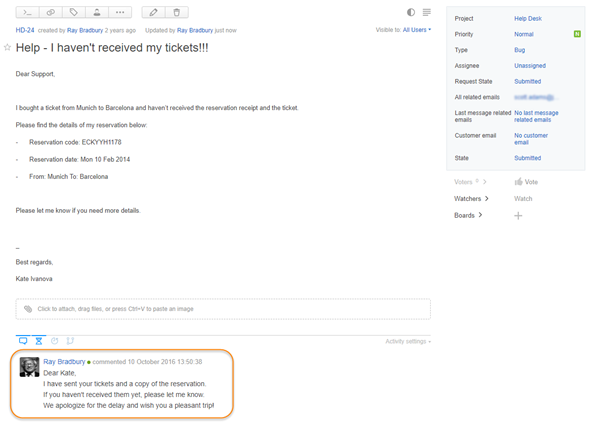 HD-24 created by Ray Bradbury 2 years ago Updated by Ray Bradbury just now Visible to: All Users
Help - I haven't received my tickets!!!
Dear Support,
I bought a ticket from Munich to Barcelona and haven't received the reservation receipt and the ticket.
Please find the details of my reservation below:
- Reservation code: ECKYYH1178
- Reservation date: Mon 10 Feb 2014
- From: Munich To: Barcelona
Please let me know if you need more details.
--
Best regards,
Kate Ivanova
Click to attach, drag files, or press Ctrl+V to paste an image
Activity settings
Ray Bradbury commented 10 October 2016 13:50:38
Dear Kate,
I have sent your tickets and a copy of the reservation.
If you haven't received them yet, please let me know.
We apologize for the delay and wish you a pleasant trip!
Project Help Desk
Priority Normal N
Type Bug
Assignee Unassigned
Request State Submitted
All related emails
Last message related emails No last message related emails
Customer email No customer email
State Submitted
Voters 0 Vote
Watchers Watch
Boards